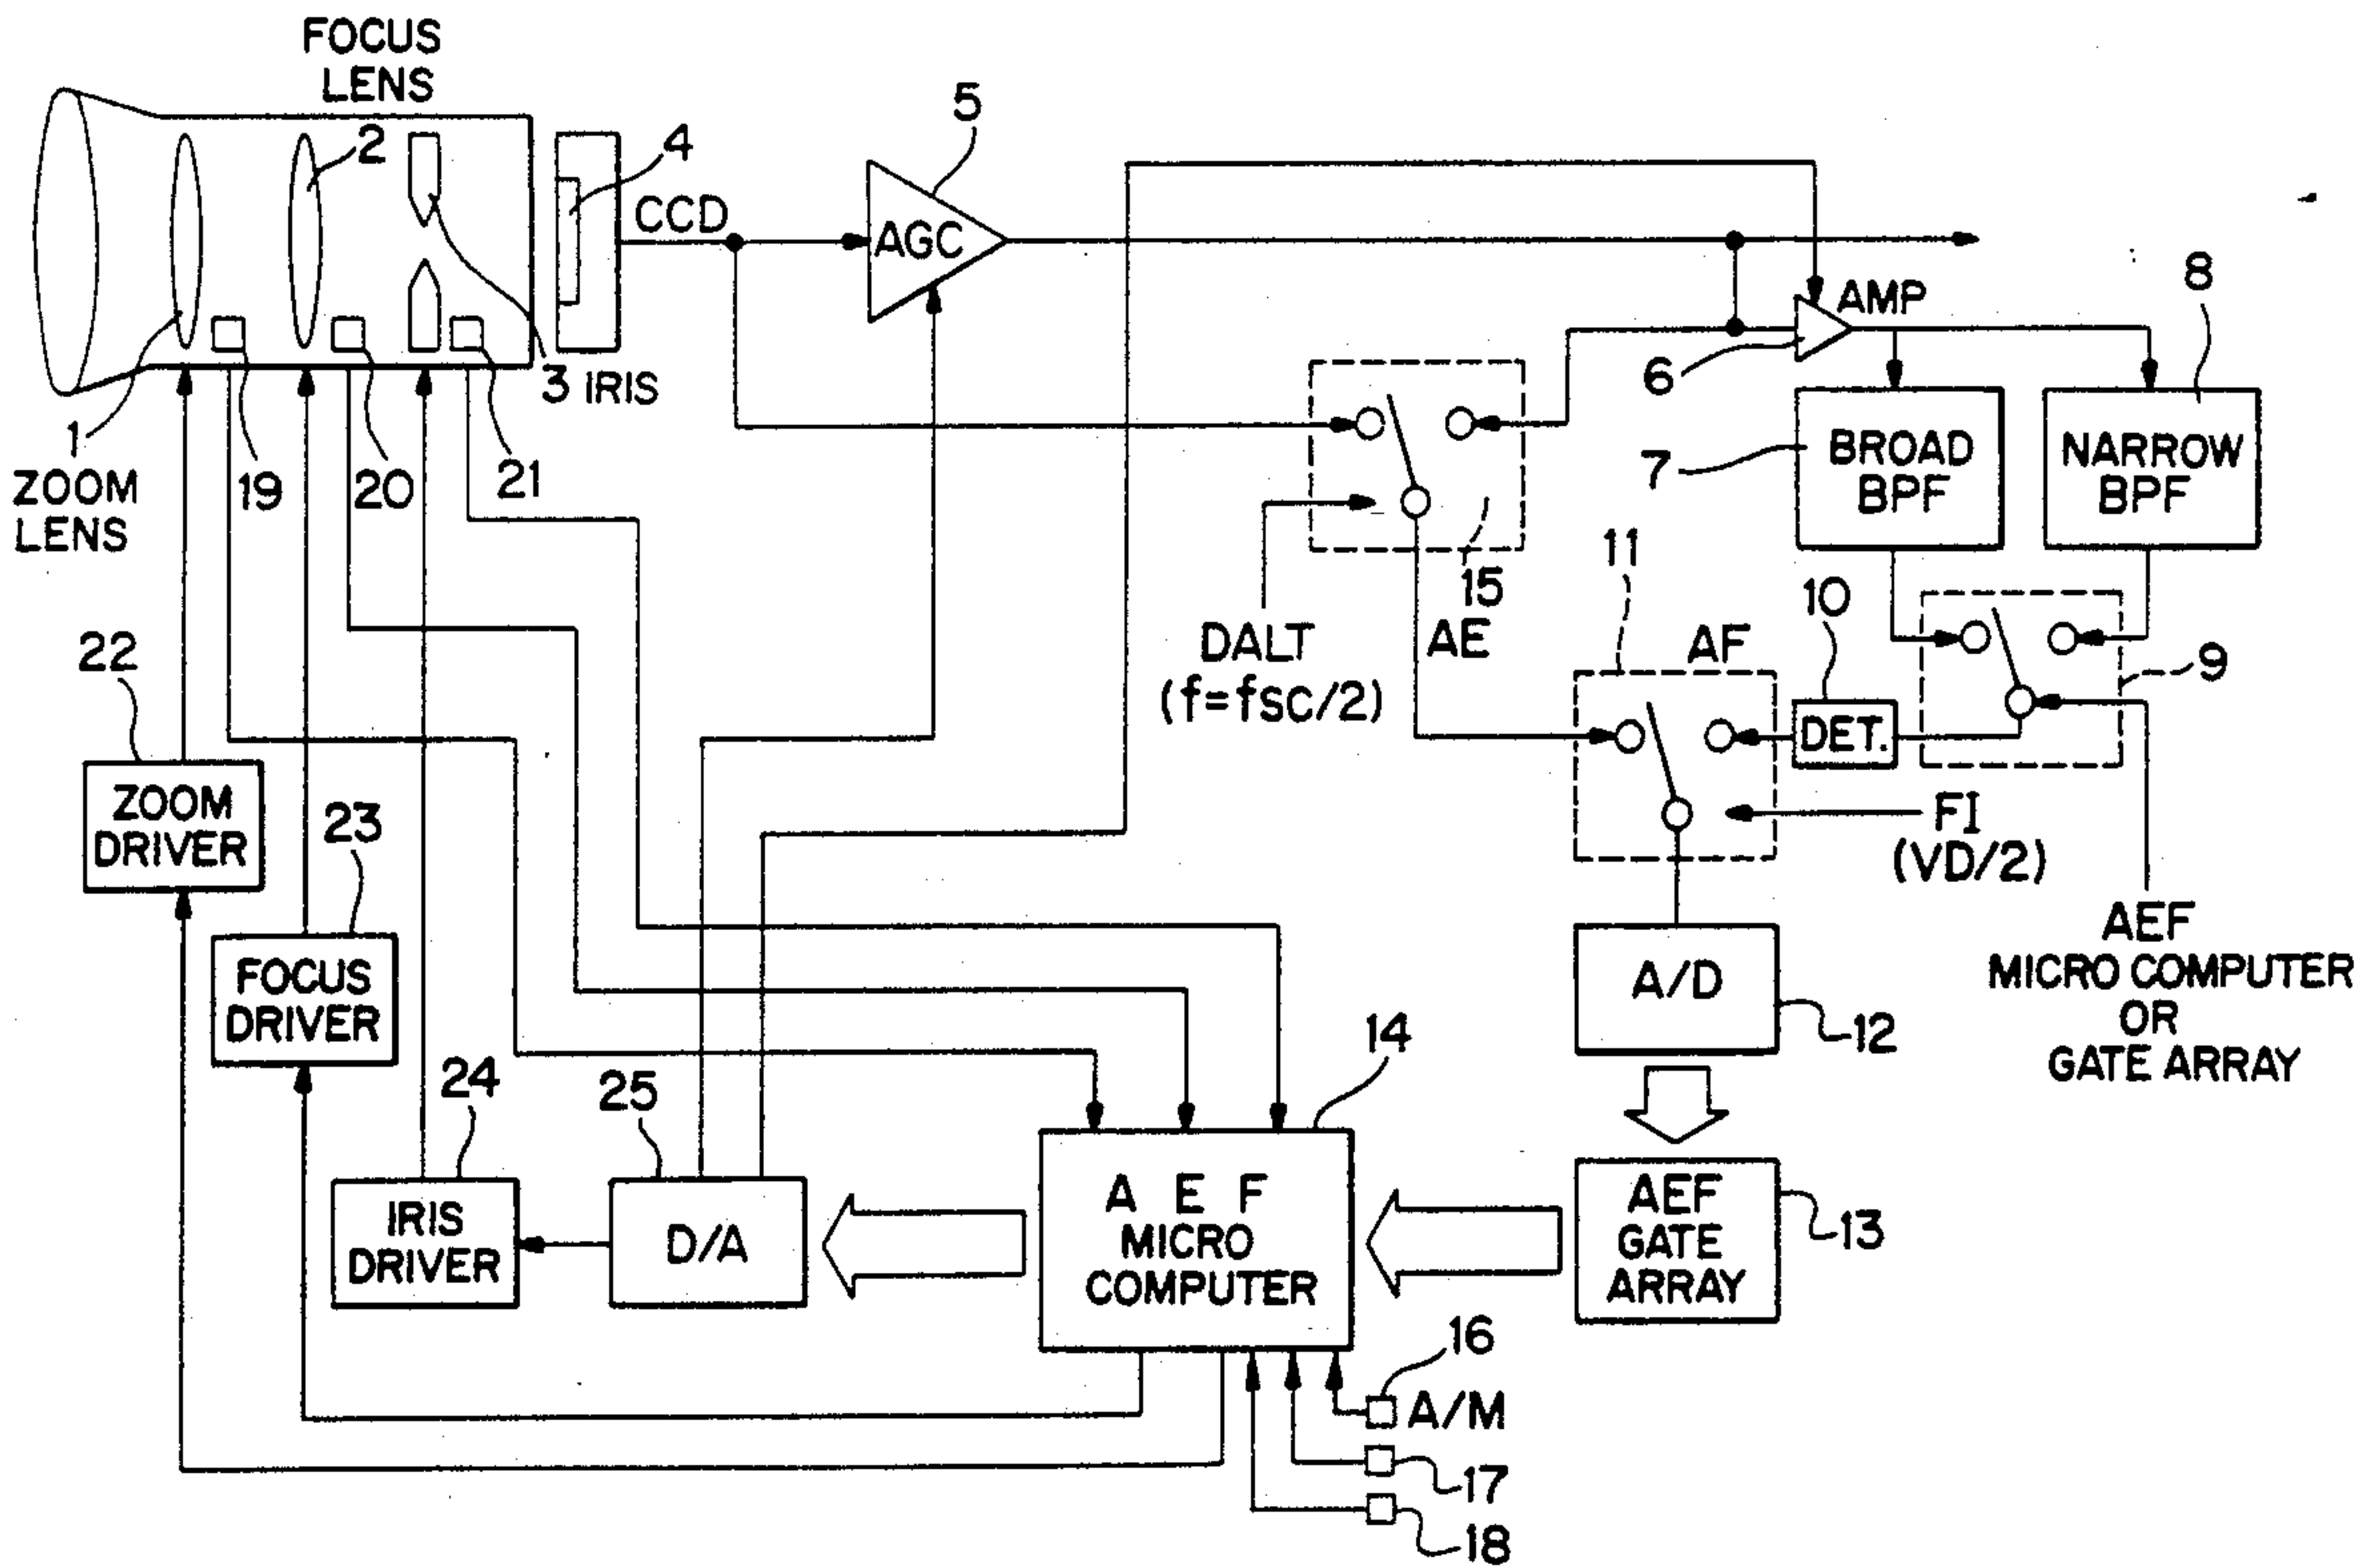 FOCUS
LENS
2
4
CCD
5
AGC
AMP
6
8
3 IRIS
1
ZOOM
LENS
19
20
21
7
BROAD
BPF
NARROW
BPF
15
DALT
(f=fsc/2)
AE
11
AF
10
DET.
9
FI
(VD/2)
22
ZOOM
DRIVER
23
FOCUS
DRIVER
A/D
12
AEF
MICRO COMPUTER
OR
GATE ARRAY
24
IRIS
DRIVER
25
D/A
14
A E F
MICRO
COMPUTER
AEF
GATE
ARRAY
13
16
A/M
17
18